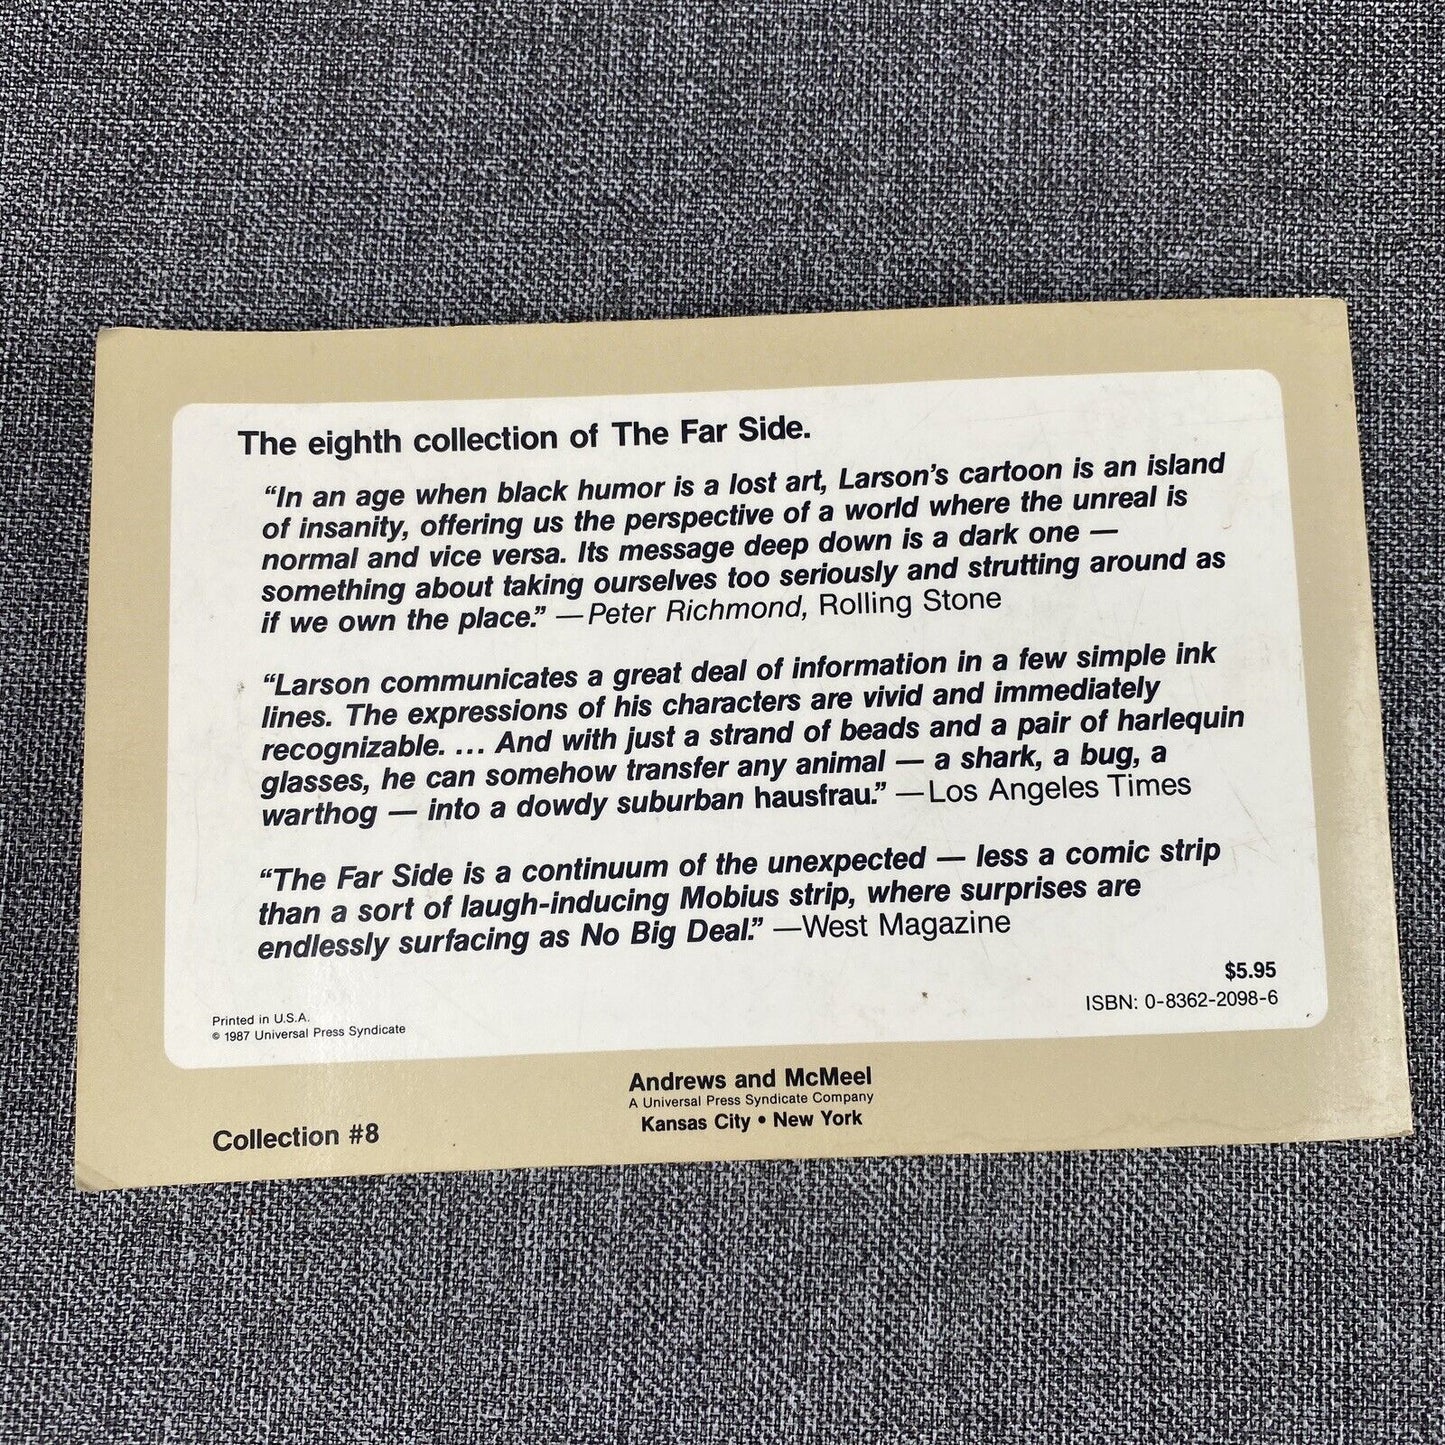 The eighth collection of The Far Side.
“In an age when black humor is a lost art, Larson’s cartoon is an island
of insanity, offering us the perspective of a world where the unreal is
normal and vice versa. Its message deep down is a dark one —
something about taking ourselves too seriously and strutting around as
if we own the place.” —Peter Richmond, Rolling Stone
“Larson communicates a great deal of information in a few simple ink
lines. The expressions of his characters are vivid and immediately
recognizable. ... And with just a strand of beads and a pair of harlequin
glasses, he can somehow transfer any animal — a shark, a bug, a
warthog — into a dowdy suburban hausfrau.” —Los Angeles Times
“The Far Side is a continuum of the unexpected — less a comic strip
than a sort of laugh-inducing Mobius strip, where surprises are
endlessly surfacing as No Big Deal.” —West Magazine
$5.95
ISBN: 0-8362-2098-6
Printed in U.S.A.
© 1987 Universal Press Syndicate
Andrews and McMeel
A Universal Press Syndicate Company
Kansas City • New York
Collection #8